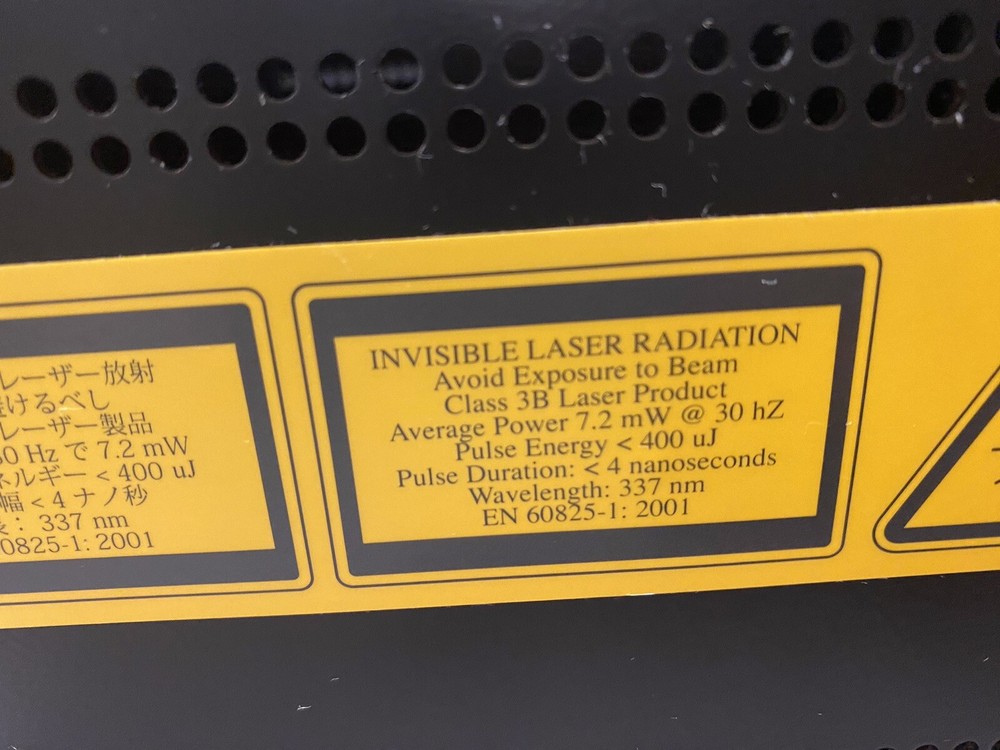 レーザー放射
けるべし
レーザー製品
30 Hz で 7.2 mW
ネルギー < 400 uJ
幅 < 4 ナノ秒
: 337 nm
60825-1: 2001
INVISIBLE LASER RADIATION
Avoid Exposure to Beam
Class 3B Laser Product
Average Power 7.2 mW @ 30 hZ
Pulse Energy < 400 uJ
Pulse Duration: < 4 nanoseconds
Wavelength: 337 nm
EN 60825-1: 2001